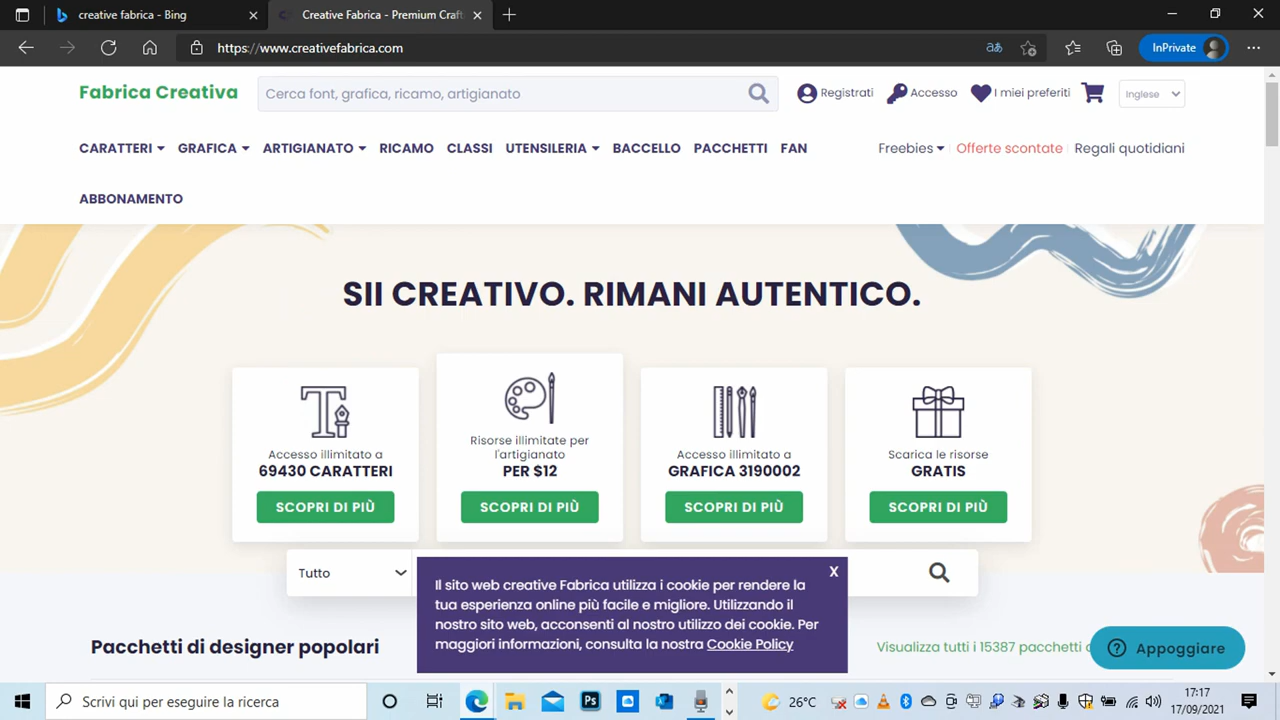 creative fabrica - Bing
Creative Fabrica - Premium Craft
https://www.creativefabrica.com
InPrivate
Fabrica Creativa
Cerca font, grafica, ricamo, artigianato
Registrati
Accesso
I miei preferiti
Inglese
CARATTERI GRAFICA ARTIGIANATO RICAMO CLASSI UTENSILERIA BACCELLO PACCHETTI FAN
Freebies Offerte scontate Regali quotidiani
ABBONAMENTO
SII CREATIVO. RIMANI AUTENTICO.
Accesso illimitato a
69430 CARATTERI
SCOPRI DI PIÙ
Risorse illimitate per
l'artigianato
PER $12
SCOPRI DI PIÙ
Accesso illimitato a
GRAFICA 3190002
SCOPRI DI PIÙ
Scarica le risorse
GRATIS
SCOPRI DI PIÙ
Tutto
X
Il sito web creative Fabrica utilizza i cookie per rendere la
tua esperienza online più facile e migliore. Utilizzando il
nostro sito web, acconsenti al nostro utilizzo dei cookie. Per
maggiori informazioni, consulta la nostra Cookie Policy
Pacchetti di designer popolari
Visualizza tutti i 15387 pacchetti
Appoggiare
Scrivi qui per eseguire la ricerca
Ps
26°C
17:17
17/09/2021